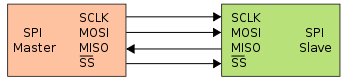 SCLK
MOSI
MISO
SS
SPI
Master
SCLK
MOSI
MISO
SS
SPI
Slave